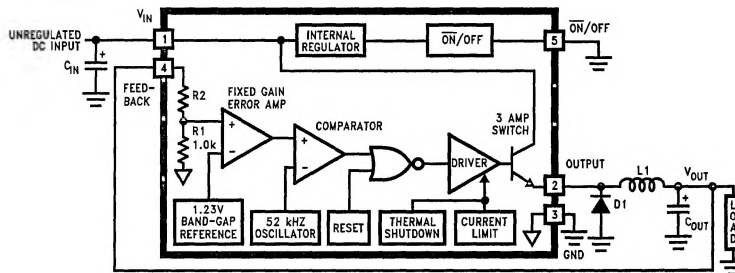 V_IN
UNREGULATED
DC INPUT
C_IN
+
1
4
FEED-
BACK
R2
R1
1.0k
INTERNAL
REGULATOR
O̅N̅/OFF
5
O̅N̅/OFF
FIXED GAIN
ERROR AMP
+
−
COMPARATOR
+
−
DRIVER
3 AMP
SWITCH
OUTPUT
2
3
GND
D1
L1
V_OUT
+
C_OUT
L
O
A
D
1.23V
BAND-GAP
REFERENCE
52 kHZ
OSCILLATOR
RESET
THERMAL
SHUTDOWN
CURRENT
LIMIT